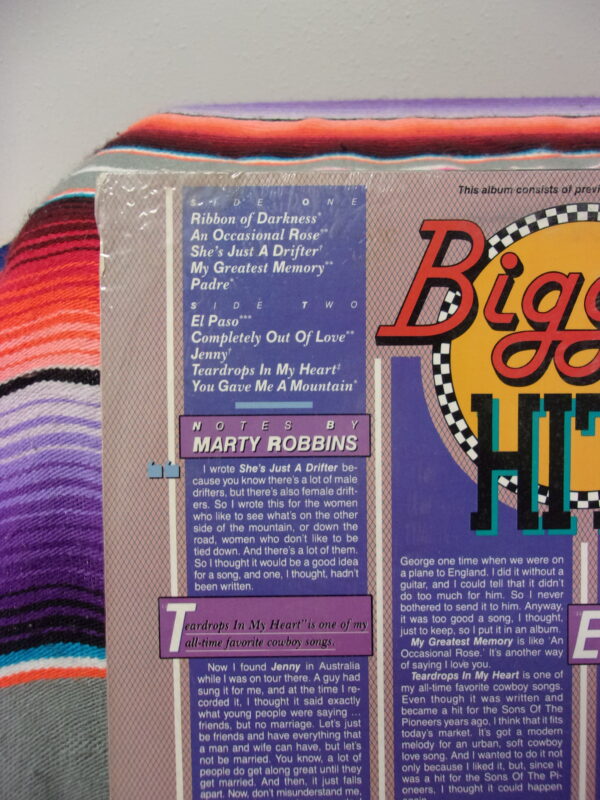 This album consists of
SIDE ONE
Ribbon of Darkness*
An Occasional Rose**
She's Just A Drifter†
My Greatest Memory**
Padre*
SIDE TWO
El Paso***
Completely Out Of Love**
Jenny†
Teardrops In My Heart‡
You Gave Me A Mountain*
NOTES BY
MARTY ROBBINS
I wrote She's Just A Drifter be-
cause you know there's a lot of male
drifters, but there's also female drift-
ers. So I wrote this for the women
who like to see what's on the other
side of the mountain, or down the
road, women who don't like to be
tied down. And there's a lot of them.
So I thought it would be a good idea
for a song, and one, I thought, hadn't
been written.
Teardrops In My Heart" is one of my
all-time favorite cowboy songs.
Now I found Jenny in Australia
while I was on tour there. A guy had
sung it for me, and at the time I re-
corded it, I thought it said exactly
what young people were saying ...
friends, but no marriage. Let's just
be friends and have everything that
a man and wife can have, but let's
not be married. You know, a lot of
people do get along great until they
get married. And then, it just falls
apart. Now, don't misunderstand me,
HIT
George one time when we were on
a plane to England. I did it without a
guitar, and I could tell that it didn't
do too much for him. So I never
bothered to send it to him. Anyway,
it was too good a song, I thought,
just to keep, so I put it in an album.
My Greatest Memory is like 'An
Occasional Rose.' It's another way
of saying I love you.
Teardrops In My Heart is one of
my all-time favorite cowboy songs.
Even though it was written and
became a hit for the Sons Of The
Pioneers years ago, I think that it fits
today's market. It's got a modern
melody for an urban, soft cowboy
love song. And I wanted to do it not
only because I liked it, but, since it
was a hit for the Sons Of The Pi-
oneers, I thought it could happen